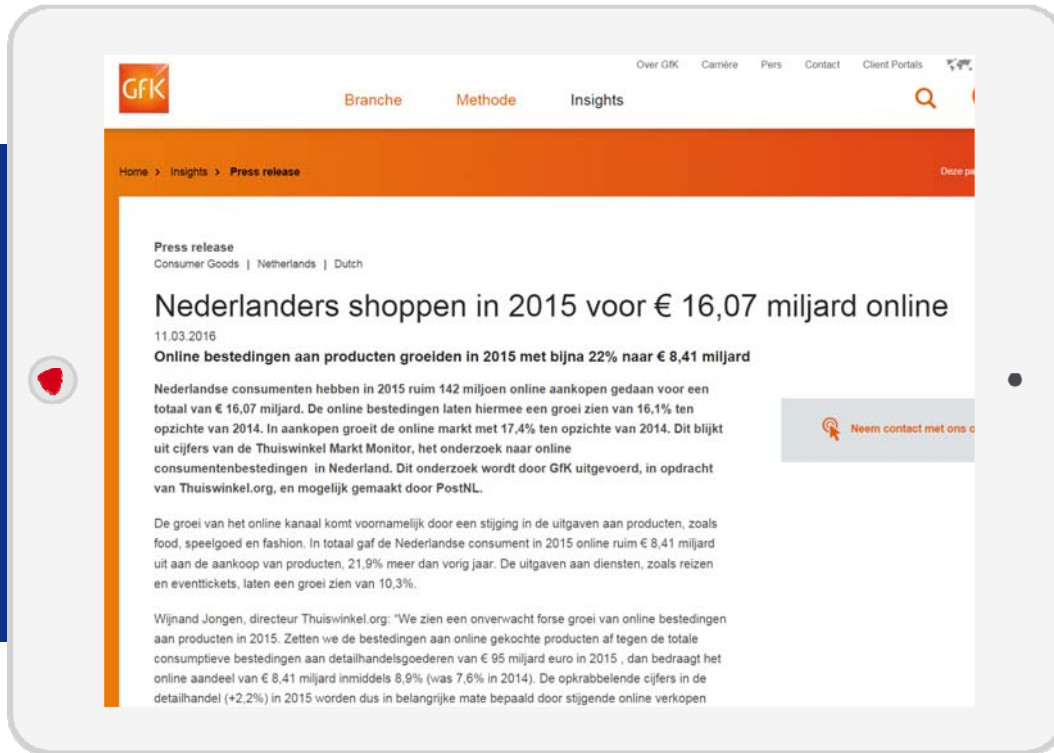 Over GfK Carrière Pers Contact Client Portals
GfK
Branche Methode Insights
Home > Insights > Press release
Deze
Press release
Consumer Goods | Netherlands | Dutch
Nederlanders shoppen in 2015 voor € 16,07 miljard online
11.03.2016
Online bestedingen aan producten groeiden in 2015 met bijna 22% naar € 8,41 miljard
Nederlandse consumenten hebben in 2015 ruim 142 miljoen online aankopen gedaan voor een
totaal van € 16,07 miljard. De online bestedingen laten hiermee een groei zien van 16,1% ten
opzichte van 2014. In aankopen groeit de online markt met 17,4% ten opzichte van 2014. Dit blijkt
uit cijfers van de Thuiswinkel Markt Monitor, het onderzoek naar online
consumentenbestedingen in Nederland. Dit onderzoek wordt door GfK uitgevoerd, in opdracht
van Thuiswinkel.org, en mogelijk gemaakt door PostNL.
Neem contact met ons
De groei van het online kanaal komt voornamelijk door een stijging in de uitgaven aan producten, zoals
food, speelgoed en fashion. In totaal gaf de Nederlandse consument in 2015 online ruim € 8,41 miljard
uit aan de aankoop van producten, 21,9% meer dan vorig jaar. De uitgaven aan diensten, zoals reizen
en eventtickets, laten een groei zien van 10,3%.
Wijnand Jongen, directeur Thuiswinkel.org: “We zien een onverwacht forse groei van online bestedingen
aan producten in 2015. Zetten we de bestedingen aan online gekochte producten af tegen de totale
consumptieve bestedingen aan detailhandelsgoederen van € 95 miljard euro in 2015 , dan bedraagt het
online aandeel van € 8,41 miljard inmiddels 8,9% (was 7,6% in 2014). De opkrabbelende cijfers in de
detailhandel (+2,2%) in 2015 worden dus in belangrijke mate bepaald door stijgende online verkopen